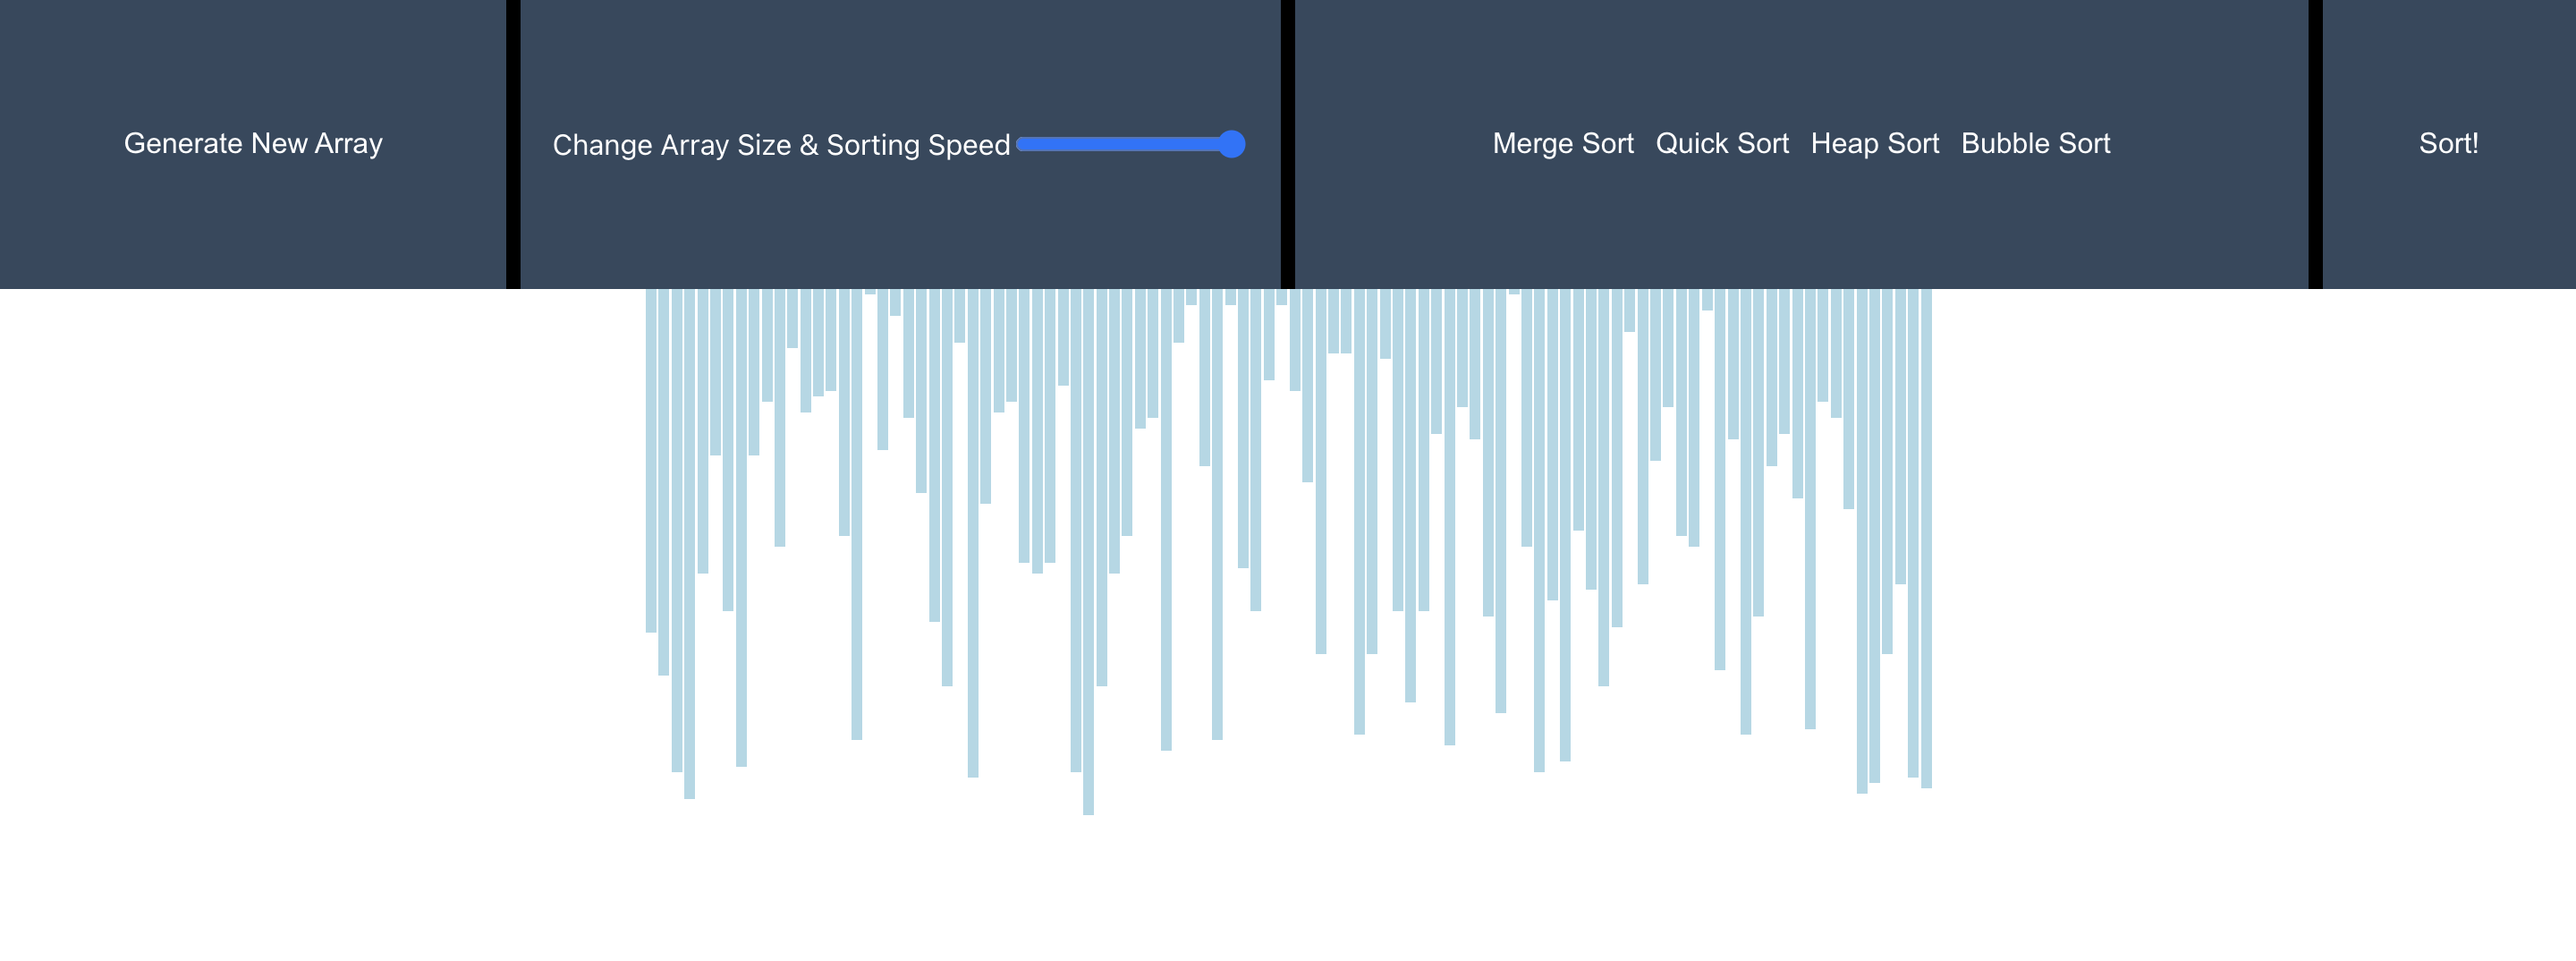 Generate New Array
Change Array Size & Sorting Speed
Merge Sort Quick Sort Heap Sort Bubble Sort
Sort!